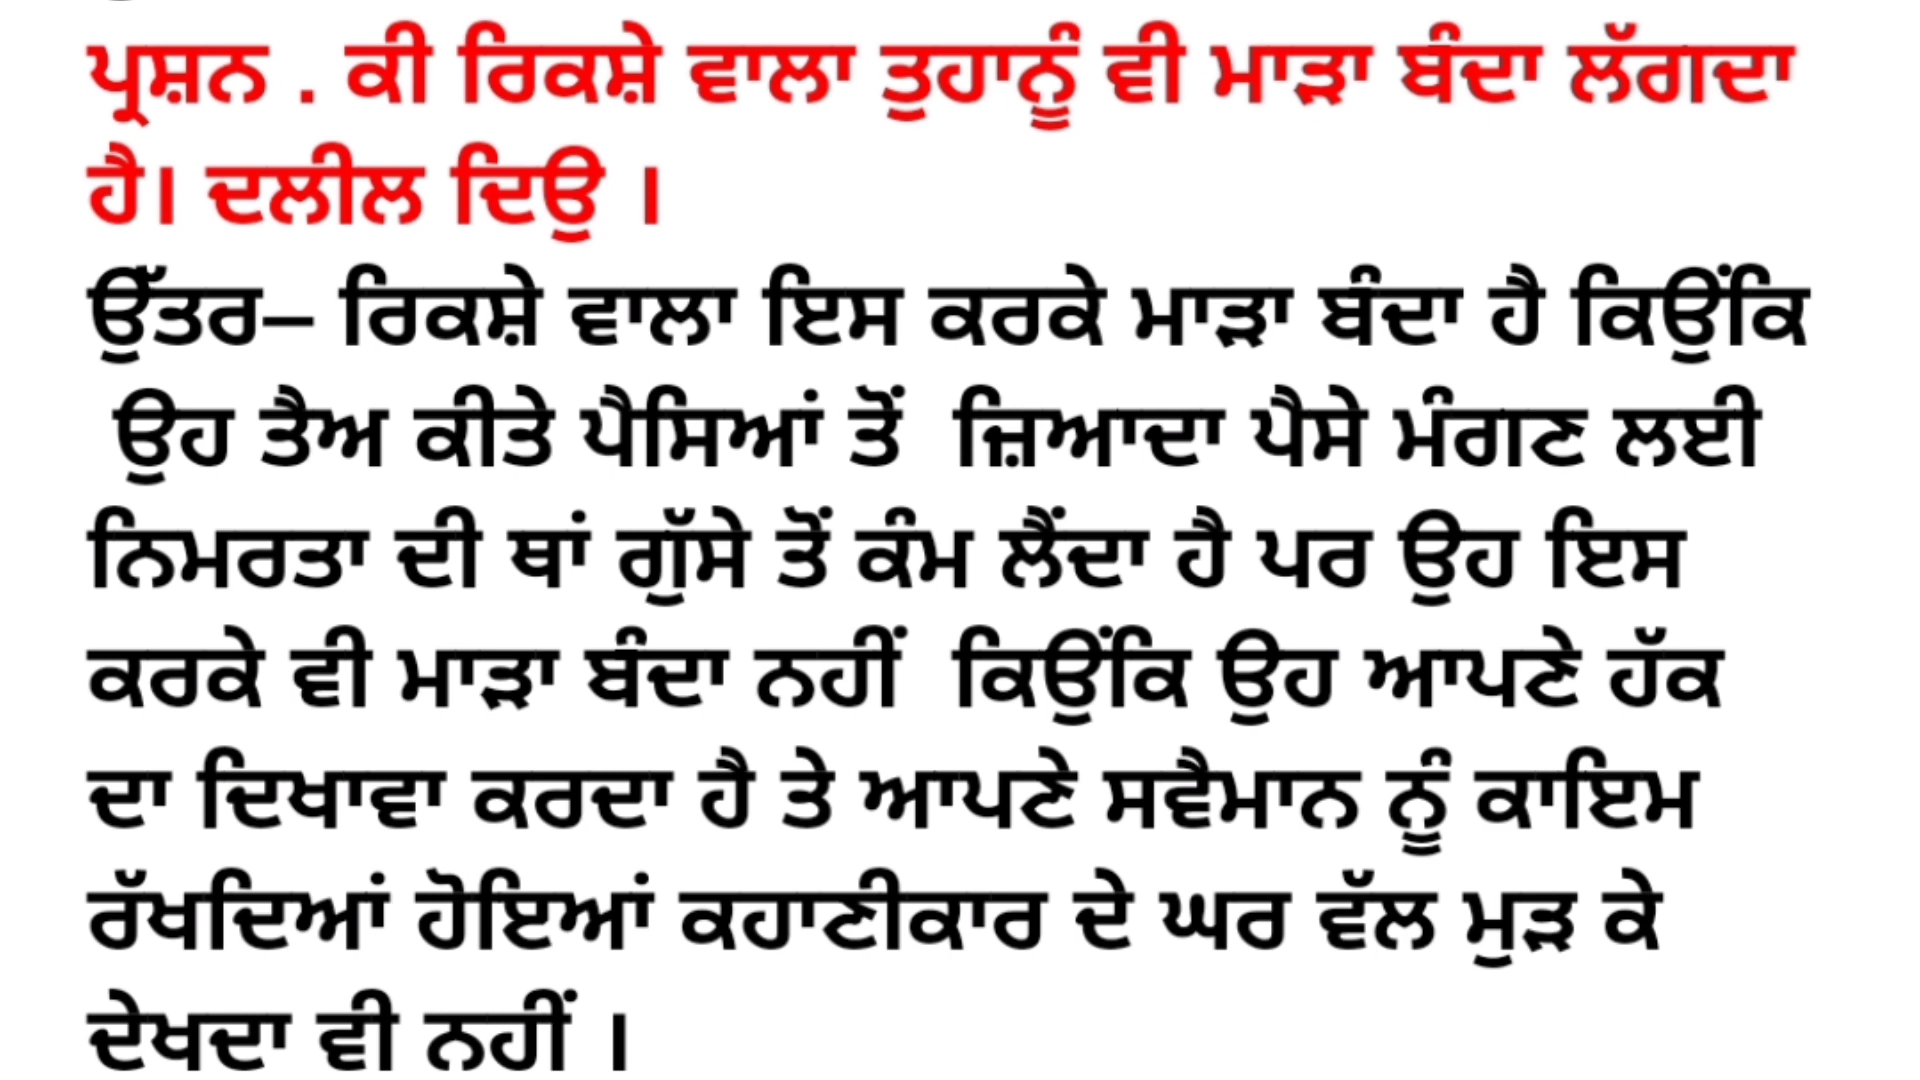 ਪ੍ਰਸ਼ਨ . ਕੀ ਰਿਕਸ਼ੇ ਵਾਲਾ ਤੁਹਾਨੂੰ ਵੀ ਮਾੜਾ ਬੰਦਾ ਲੱਗਦਾ
ਹੈ। ਦਲੀਲ ਦਿਉ ।
ਉੱਤਰ– ਰਿਕਸ਼ੇ ਵਾਲਾ ਇਸ ਕਰਕੇ ਮਾੜਾ ਬੰਦਾ ਹੈ ਕਿਉਂਕਿ
ਉਹ ਤੈਅ ਕੀਤੇ ਪੈਸਿਆਂ ਤੋਂ ਜ਼ਿਆਦਾ ਪੈਸੇ ਮੰਗਣ ਲਈ
ਨਿਮਰਤਾ ਦੀ ਥਾਂ ਗੁੱਸੇ ਤੋਂ ਕੰਮ ਲੈਂਦਾ ਹੈ ਪਰ ਉਹ ਇਸ
ਕਰਕੇ ਵੀ ਮਾੜਾ ਬੰਦਾ ਨਹੀਂ ਕਿਉਂਕਿ ਉਹ ਆਪਣੇ ਹੱਕ
ਦਾ ਦਿਖਾਵਾ ਕਰਦਾ ਹੈ ਤੇ ਆਪਣੇ ਸਵੈਮਾਨ ਨੂੰ ਕਾਇਮ
ਰੱਖਦਿਆਂ ਹੋਇਆਂ ਕਹਾਣੀਕਾਰ ਦੇ ਘਰ ਵੱਲ ਮੁੜ ਕੇ
ਦੇਖਦਾ ਵੀ ਨਹੀਂ ।